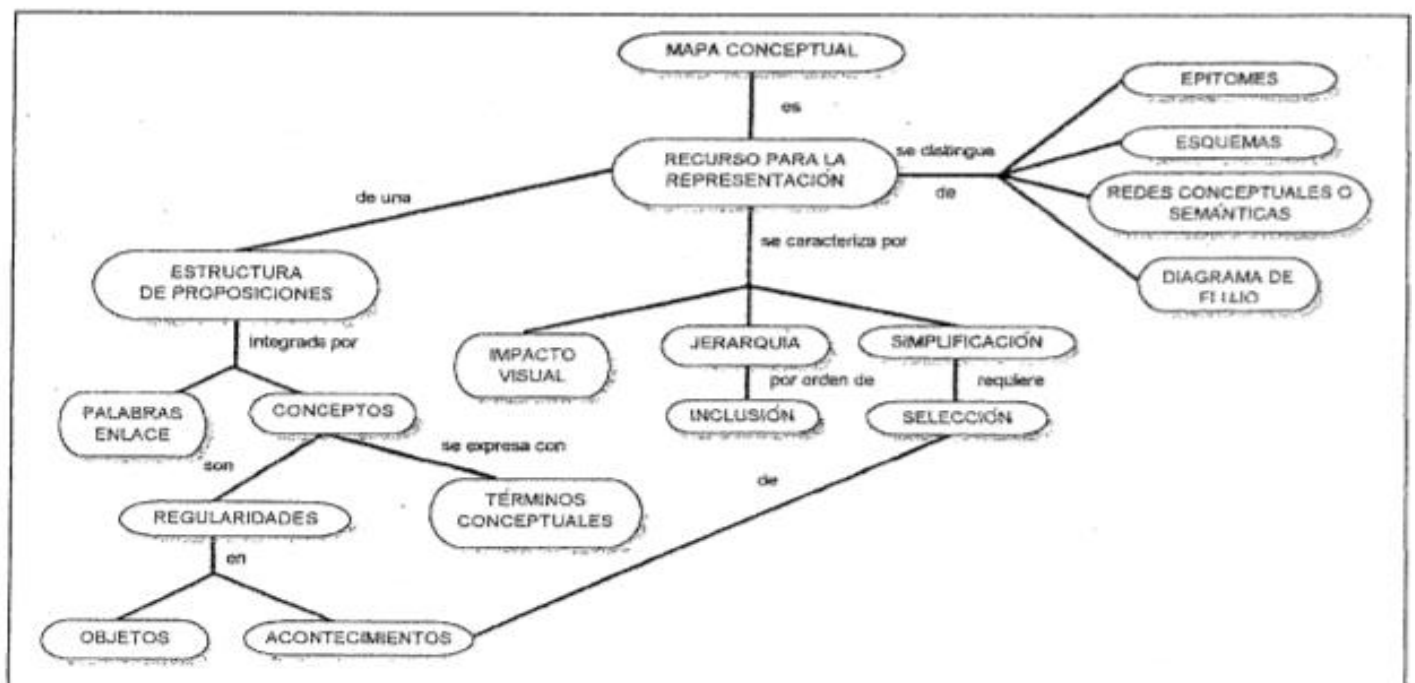 MAPA CONCEPTUAL
es
RECURSO PARA LA
REPRESENTACIÓN
se distingue
de
EPITOMES
ESQUEMAS
REDES CONCEPTUALES O
SEMÁNTICAS
DIAGRAMA DE
FLUJO
de una
se caracteriza por
ESTRUCTURA
DE PROPOSICIONES
integrada por
PALABRAS
ENLACE
CONCEPTOS
son
se expresa con
REGULARIDADES
TÉRMINOS
CONCEPTUALES
en
OBJETOS
ACONTECIMIENTOS
IMPACTO
VISUAL
JERARQUÍA
por orden de
INCLUSIÓN
SIMPLIFICACIÓN
requiere
SELECCIÓN
de